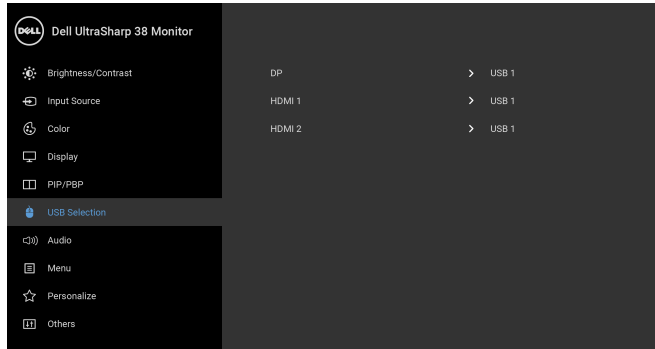 DELL Dell UltraSharp 38 Monitor
Brightness/Contrast DP USB 1
Input Source HDMI 1 USB 1
Color HDMI 2 USB 1
Display
PIP/PBP
USB Selection
Audio
Menu
Personalize
Others